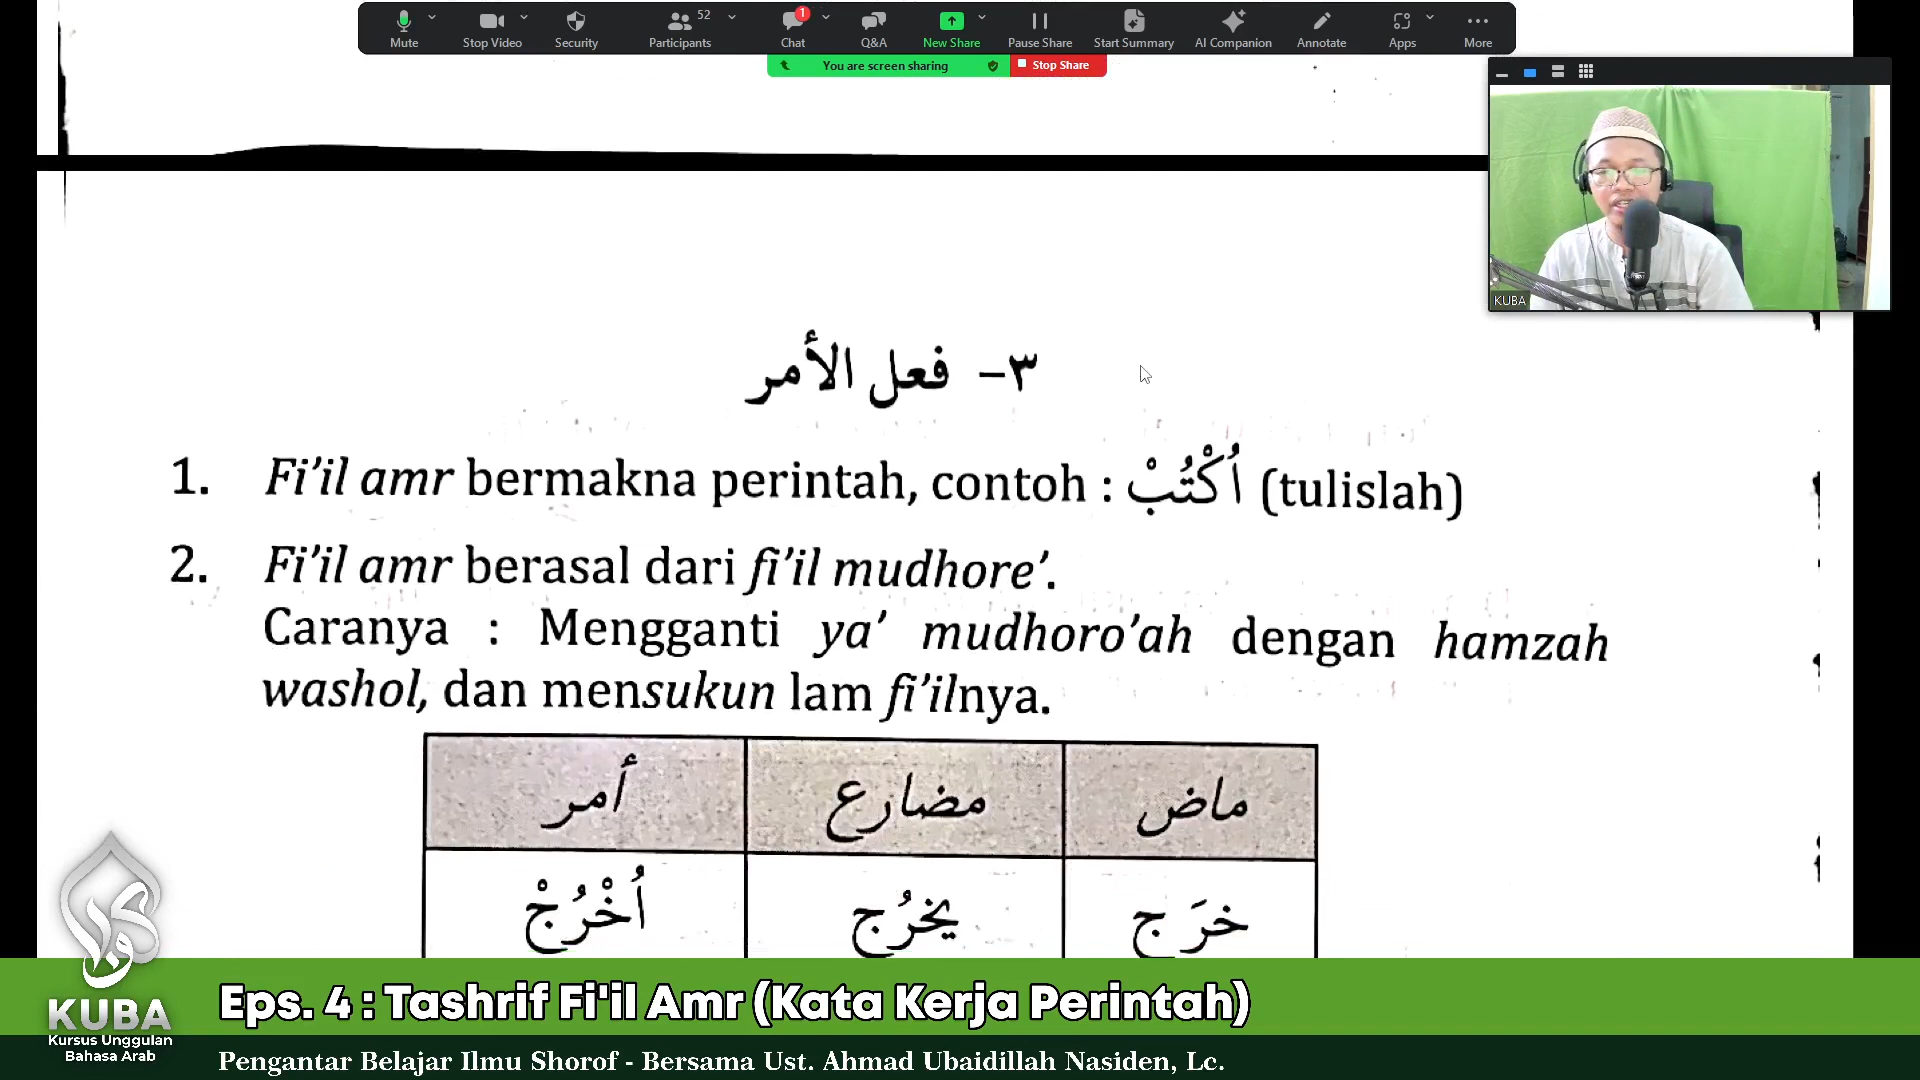 52
1
Mute
Stop Video
Security
Participants
Chat
Q&A
New Share
Pause Share
Start Summary
AI Companion
Annotate
Apps
More
You are screen sharing
Stop Share
KUBA
٣- فعل الأمر
1. Fi'il amr bermakna perintah, contoh : اُكْتُبْ (tulislah)
2. Fi'il amr berasal dari fi'il mudhore'.
Caranya : Mengganti ya' mudhoro'ah dengan hamzah
washol, dan mensukun lam fi'ilnya.
ماض مضارع أمر
خرَج يخرُج اُخْرُجْ
KUBA
Kursus Unggulan
Bahasa Arab
Eps. 4 : Tashrif Fi'il Amr (Kata Kerja Perintah)
Pengantar Belajar Ilmu Shorof - Bersama Ust. Ahmad Ubaidillah Nasiden, Lc.